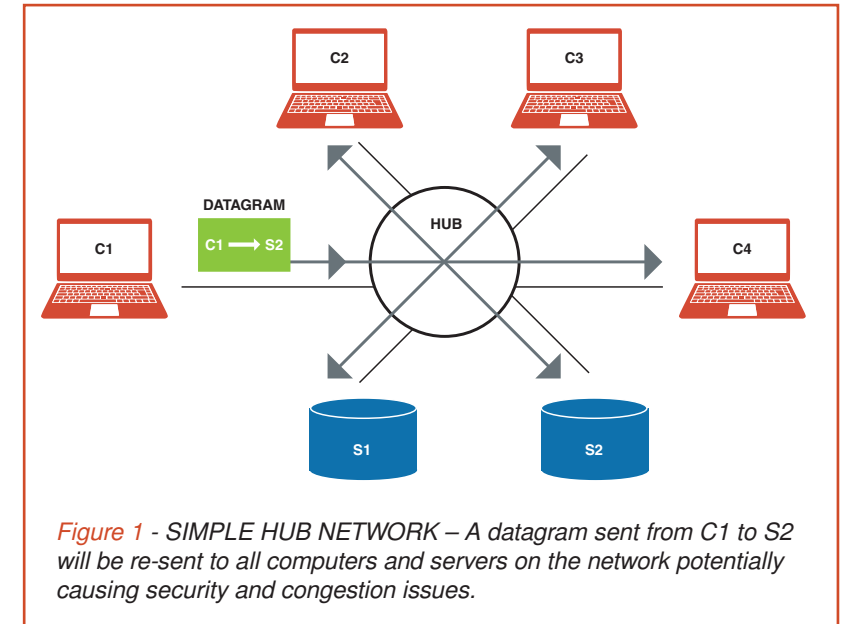 C2
C3
DATAGRAM
C1 → S2
HUB
C1
C4
S1
S2
Figure 1 - SIMPLE HUB NETWORK – A datagram sent from C1 to S2
will be re-sent to all computers and servers on the network potentially
causing security and congestion issues.